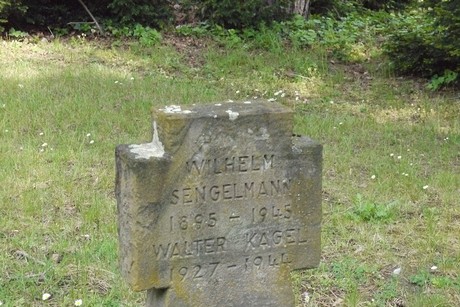 WILHELM
SENGELMANN
1895 - 1945
WALTER KAGEL
1927 - 1944